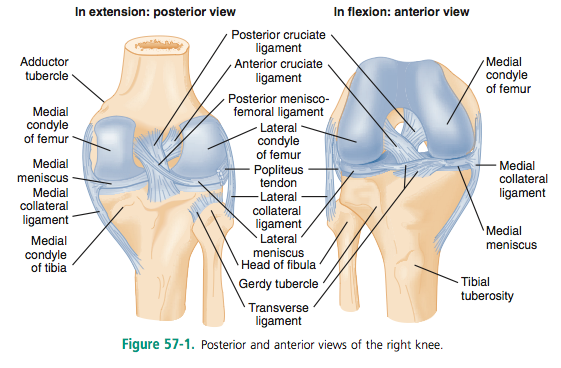 In extension: posterior view
In flexion: anterior view
Adductor
tubercle
Medial
condyle
of femur
Medial
meniscus
Medial
collateral
ligament
Medial
condyle
of tibia
Posterior cruciate
ligament
Anterior cruciate
ligament
Posterior menisco-
femoral ligament
Lateral
condyle
of femur
Popliteus
tendon
Lateral
collateral
ligament
Lateral
meniscus
Head of fibula
Gerdy tubercle
Transverse
ligament
Medial
condyle
of femur
Medial
collateral
ligament
Medial
meniscus
Tibial
tuberosity
Figure 57-1. Posterior and anterior views of the right knee.